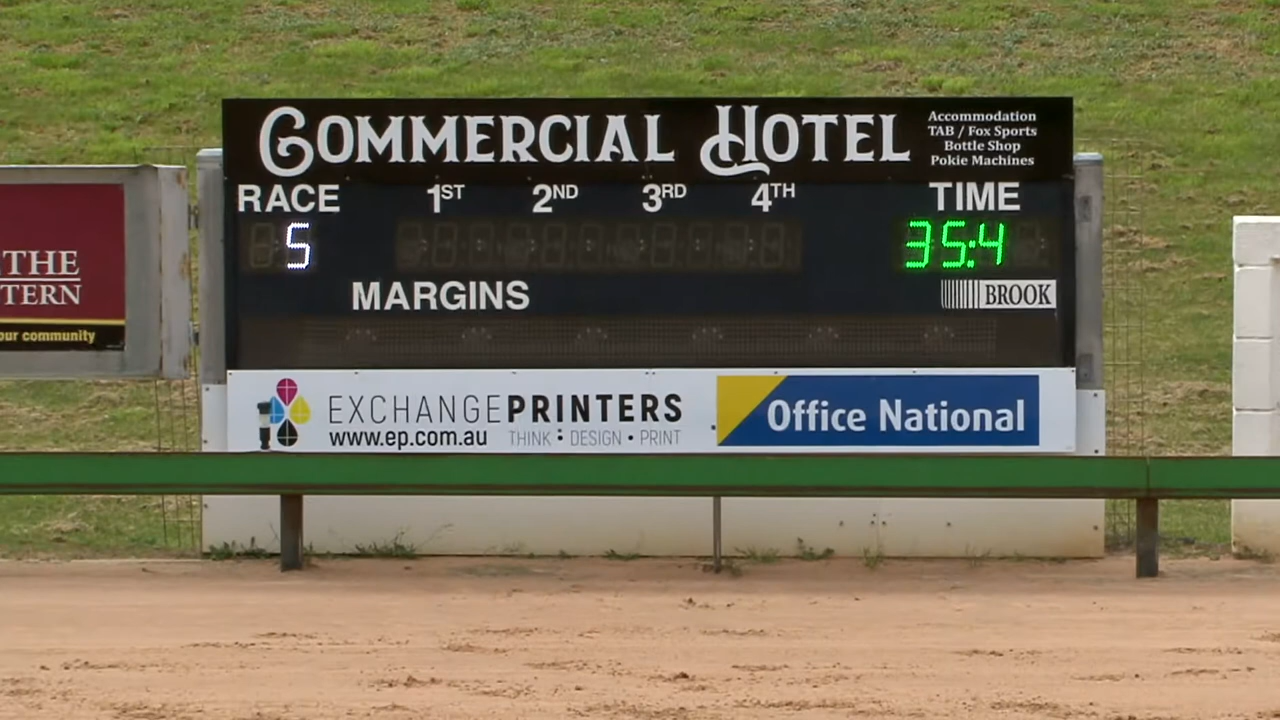 COMMERCIAL HOTEL
Accommodation
TAB / Fox Sports
Bottle Shop
Pokie Machines
RACE 1ST 2ND 3RD 4TH TIME
5 35:4
MARGINS
BROOK
THE
TERN
our community
EXCHANGEPRINTERS
www.ep.com.au THINK : DESIGN • PRINT
Office National